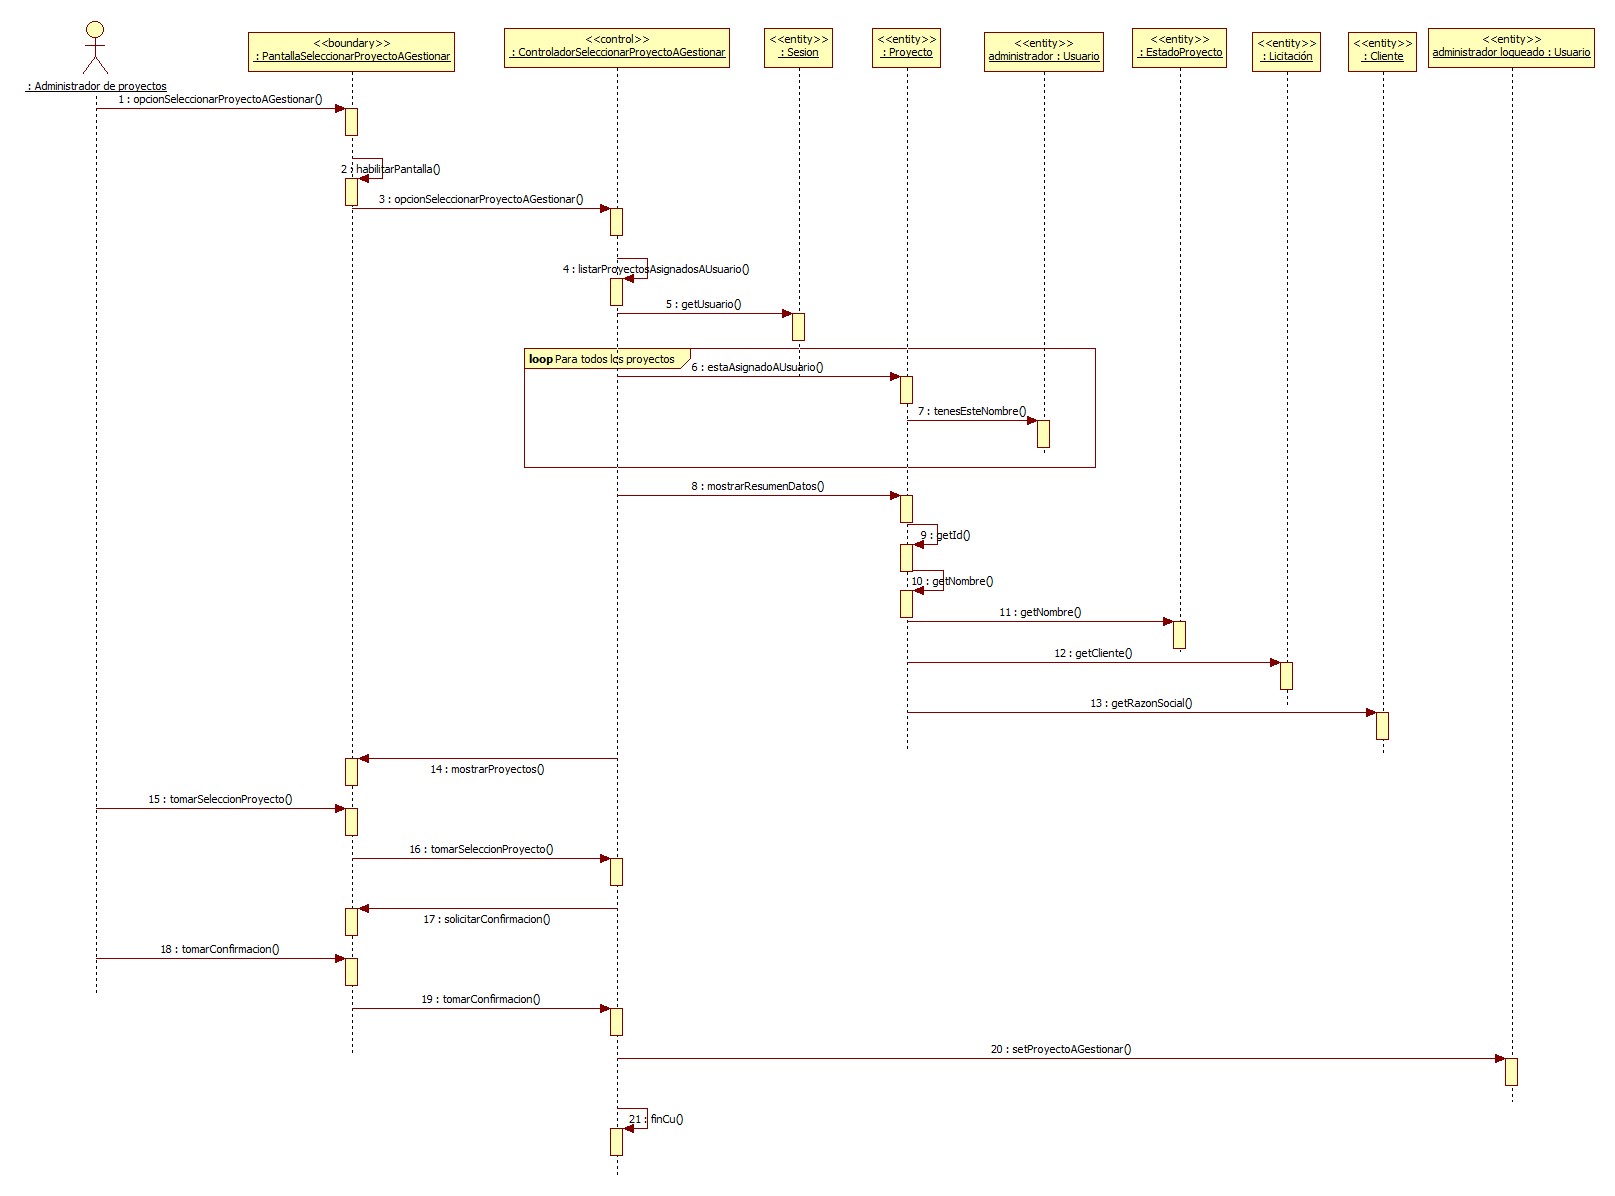 : Administrador de proyectos
<<boundary>>
: PantallaSeleccionarProyectoAGestionar
<<control>>
: ControladorSeleccionarProyectoAGestionar
<<entity>>
: Sesion
<<entity>>
: Proyecto
<<entity>>
administrador : Usuario
<<entity>>
: EstadoProyecto
<<entity>>
: Licitación
<<entity>>
: Cliente
<<entity>>
administrador logueado : Usuario
1 : opcionSeleccionarProyectoAGestionar()
2 : habilitarPantalla()
3 : opcionSeleccionarProyectoAGestionar()
4 : listarProyectosAsignadosAUsuario()
5 : getUsuario()
loop Para todos los proyectos
6 : estaAsignadoAUsuario()
7 : tenesEsteNombre()
8 : mostrarResumenDatos()
9 : getId()
10 : getNombre()
11 : getNombre()
12 : getCliente()
13 : getRazonSocial()
14 : mostrarProyectos()
15 : tomarSeleccionProyecto()
16 : tomarSeleccionProyecto()
17 : solicitarConfirmacion()
18 : tomarConfirmacion()
19 : tomarConfirmacion()
20 : setProyectoAGestionar()
21 : finCu()